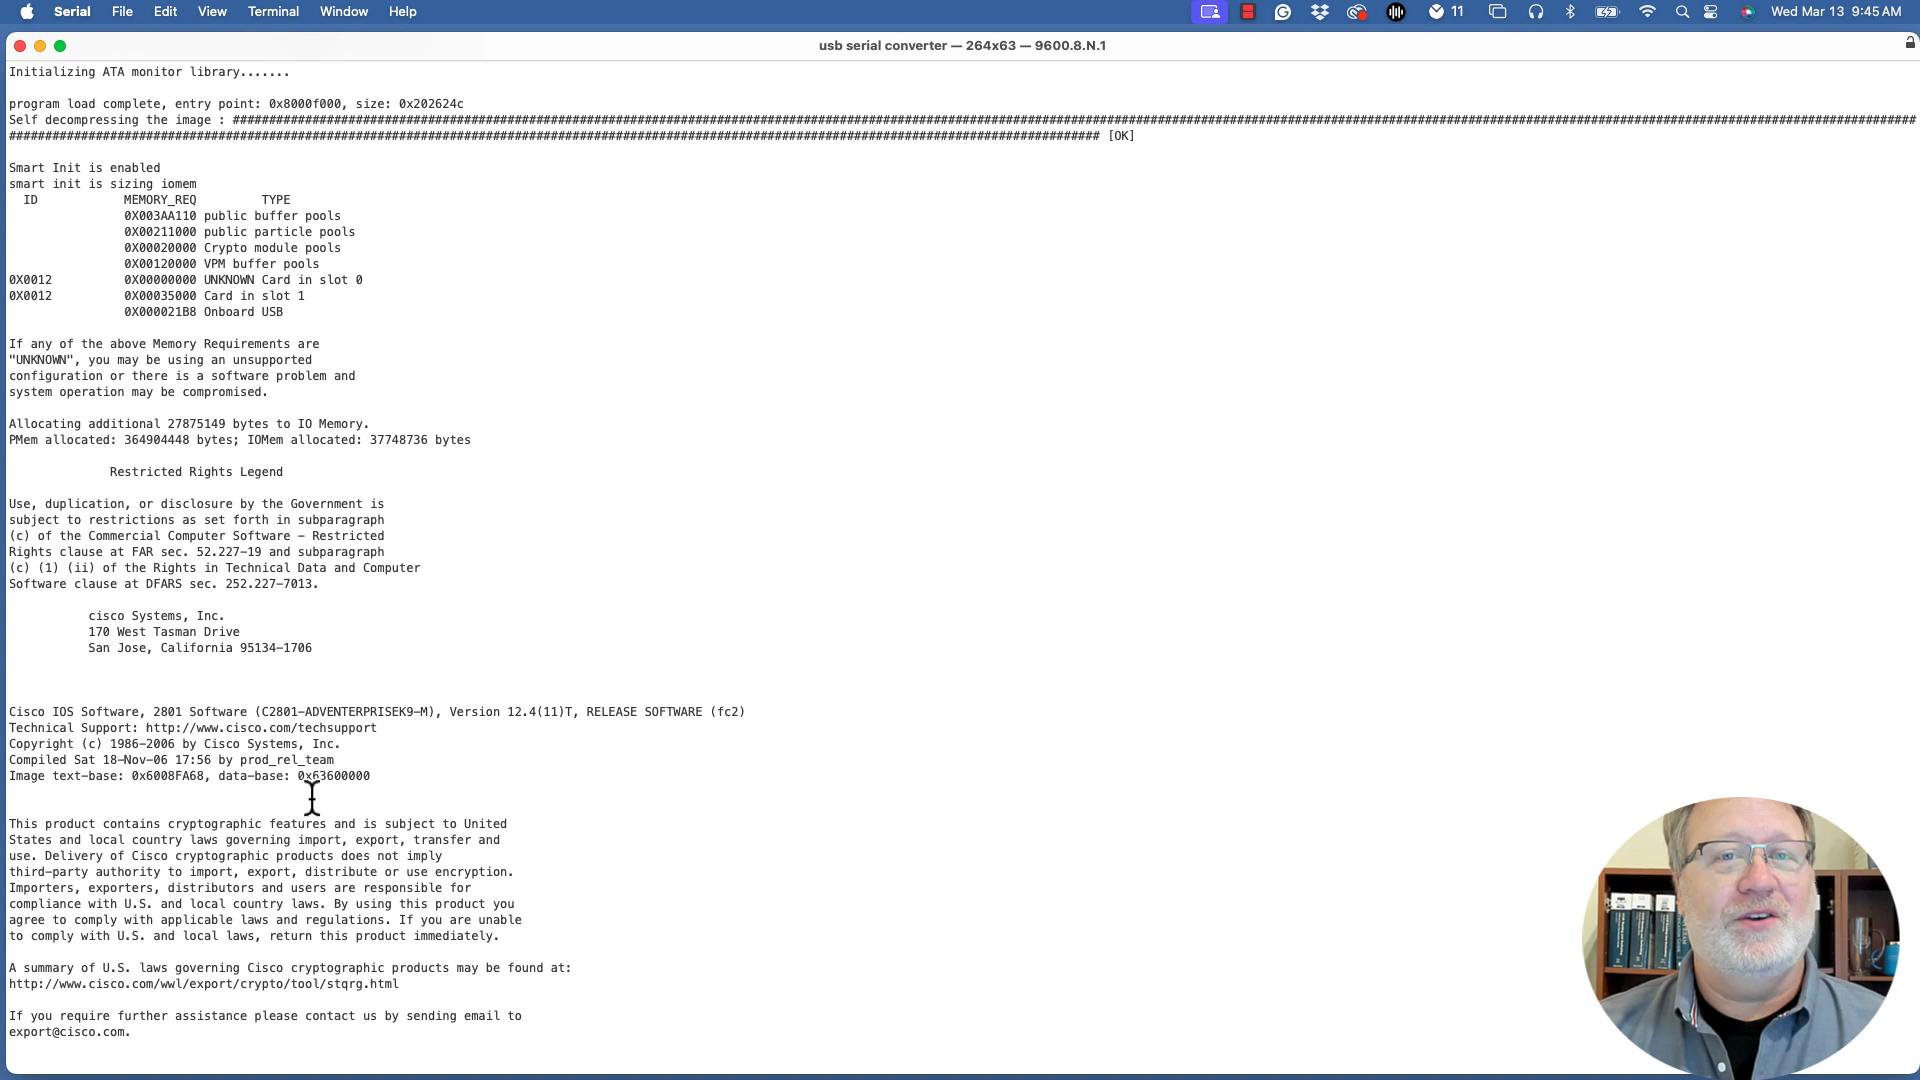 Serial File Edit View Terminal Window Help 11 Wed Mar 13 9:45 AM
usb serial converter — 264x63 — 9600.8.N.1
Initializing ATA monitor library.......
program load complete, entry point: 0x8000f000, size: 0x202624c
Self decompressing the image : #########################################################################################################################################################################################################################################
####################################################################################################################################################### [OK]
Smart Init is enabled
smart init is sizing iomem
ID MEMORY_REQ TYPE
0X003AA110 public buffer pools
0X00211000 public particle pools
0X00020000 Crypto module pools
0X00120000 VPM buffer pools
0X0012 0X00000000 UNKNOWN Card in slot 0
0X0012 0X00035000 Card in slot 1
0X000021B8 Onboard USB
If any of the above Memory Requirements are
"UNKNOWN", you may be using an unsupported
configuration or there is a software problem and
system operation may be compromised.
Allocating additional 27875149 bytes to IO Memory.
PMem allocated: 364904448 bytes; IOMem allocated: 37748736 bytes
Restricted Rights Legend
Use, duplication, or disclosure by the Government is
subject to restrictions as set forth in subparagraph
(c) of the Commercial Computer Software - Restricted
Rights clause at FAR sec. 52.227-19 and subparagraph
(c) (1) (ii) of the Rights in Technical Data and Computer
Software clause at DFARS sec. 252.227-7013.
cisco Systems, Inc.
170 West Tasman Drive
San Jose, California 95134-1706
Cisco IOS Software, 2801 Software (C2801-ADVENTERPRISEK9-M), Version 12.4(11)T, RELEASE SOFTWARE (fc2)
Technical Support: http://www.cisco.com/techsupport
Copyright (c) 1986-2006 by Cisco Systems, Inc.
Compiled Sat 18-Nov-06 17:56 by prod_rel_team
Image text-base: 0x6008FA68, data-base: 0x63600000
This product contains cryptographic features and is subject to United
States and local country laws governing import, export, transfer and
use. Delivery of Cisco cryptographic products does not imply
third-party authority to import, export, distribute or use encryption.
Importers, exporters, distributors and users are responsible for
compliance with U.S. and local country laws. By using this product you
agree to comply with applicable laws and regulations. If you are unable
to comply with U.S. and local laws, return this product immediately.
A summary of U.S. laws governing Cisco cryptographic products may be found at:
http://www.cisco.com/wwl/export/crypto/tool/stqrg.html
If you require further assistance please contact us by sending email to
export@cisco.com.